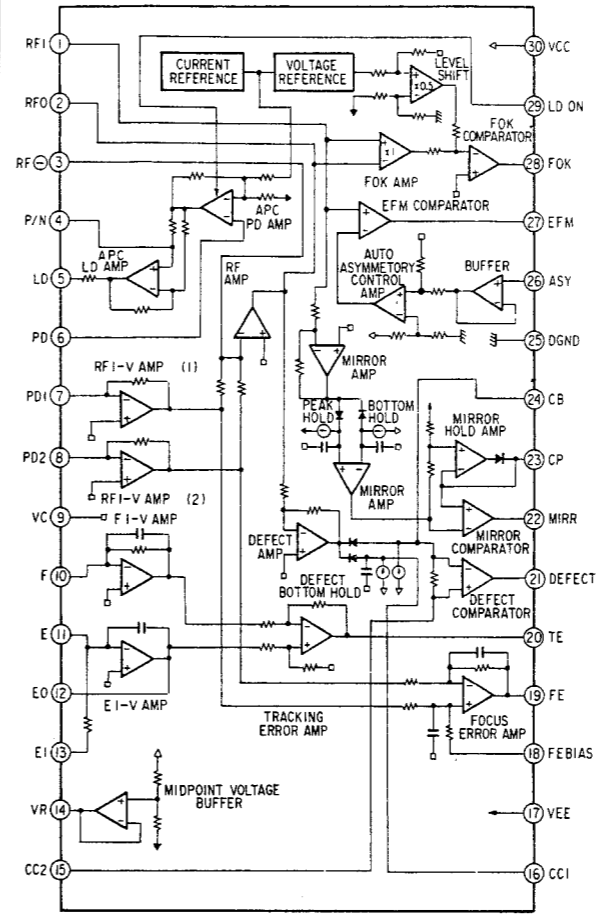 RFI 1
RFO 2
RF⊖ 3
P/N 4
LD 5
PD 6
PD1 7
PD2 8
VC 9
F 10
E 11
EO 12
EI 13
VR 14
CC2 15
CURRENT
REFERENCE
VOLTAGE
REFERENCE
LEVEL
SHIFT
×0.5
×1
FOK
COMPARATOR
FOK AMP
APC
PD AMP
EFM COMPARATOR
APC
LD AMP
RF
AMP
AUTO
ASYMMETORY
CONTROL
AMP
BUFFER
RF I-V AMP (1)
MIRROR
AMP
PEAK
HOLD
BOTTOM
HOLD
MIRROR
HOLD AMP
RF I-V AMP (2)
MIRROR
AMP
F I-V AMP
DEFECT
AMP
MIRROR
COMPARATOR
DEFECT
BOTTOM HOLD
DEFECT
COMPARATOR
E I-V AMP
TRACKING
ERROR AMP
FOCUS
ERROR AMP
MIDPOINT VOLTAGE
BUFFER
30 VCC
29 LD ON
28 FOK
27 EFM
26 ASY
25 DGND
24 CB
23 CP
22 MIRR
21 DEFECT
20 TE
19 FE
18 FEBIAS
17 VEE
16 CC1